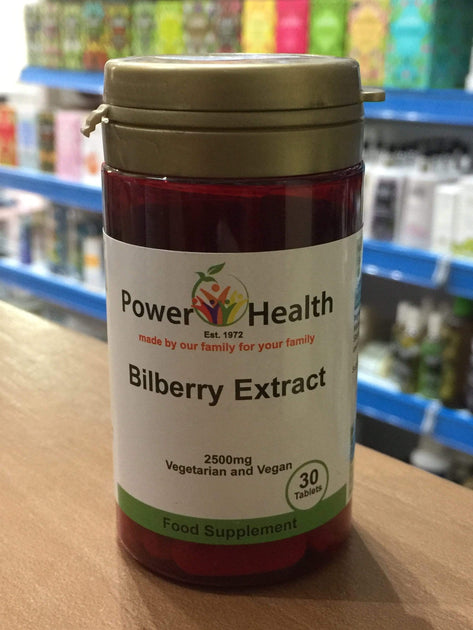 Power Health
Est. 1972
made by our family for your family
Bilberry Extract
2500mg
Vegetarian and Vegan
30
Tablets
Food Supplement